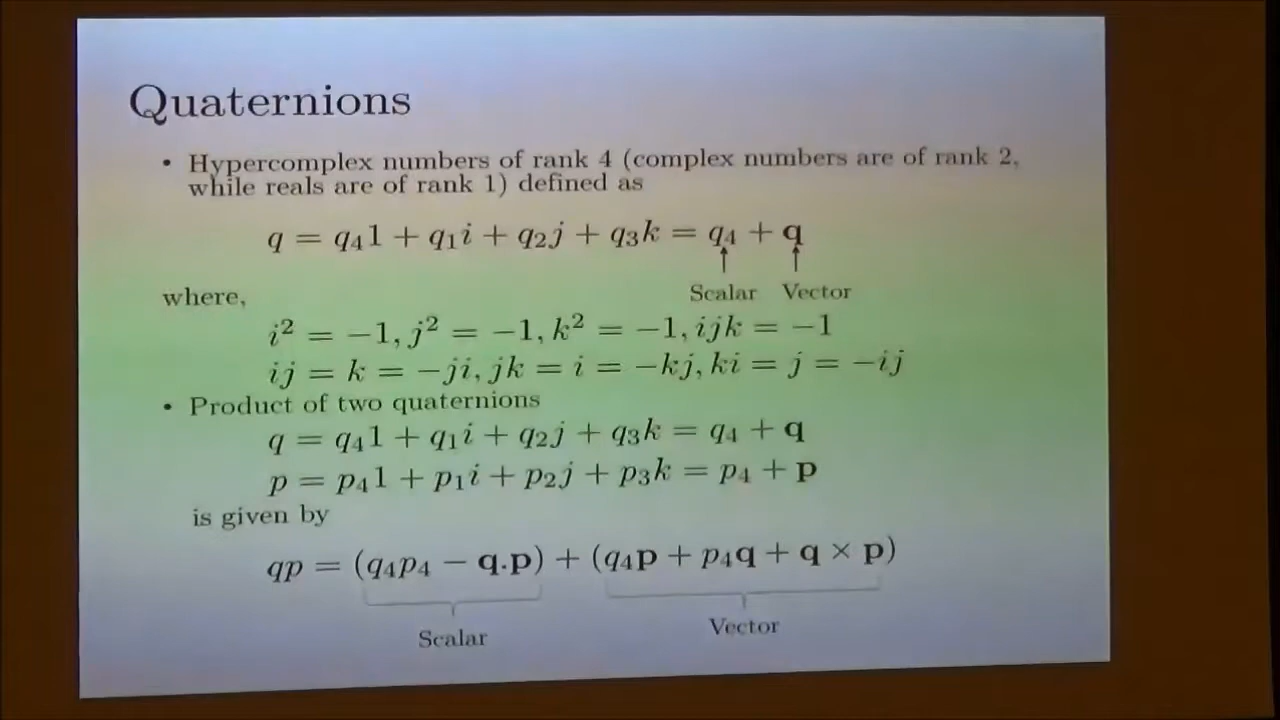 Quaternions
• Hypercomplex numbers of rank 4 (complex numbers are of rank 2,
while reals are of rank 1) defined as
q = q₄1 + q₁i + q₂j + q₃k = q₄ + q
Scalar Vector
where,
i² = −1, j² = −1, k² = −1, ijk = −1
ij = k = −ji, jk = i = −kj, ki = j = −ij
• Product of two quaternions
q = q₄1 + q₁i + q₂j + q₃k = q₄ + q
p = p₄1 + p₁i + p₂j + p₃k = p₄ + p
is given by
qp = (q₄p₄ − q.p) + (q₄p + p₄q + q × p)
Scalar Vector